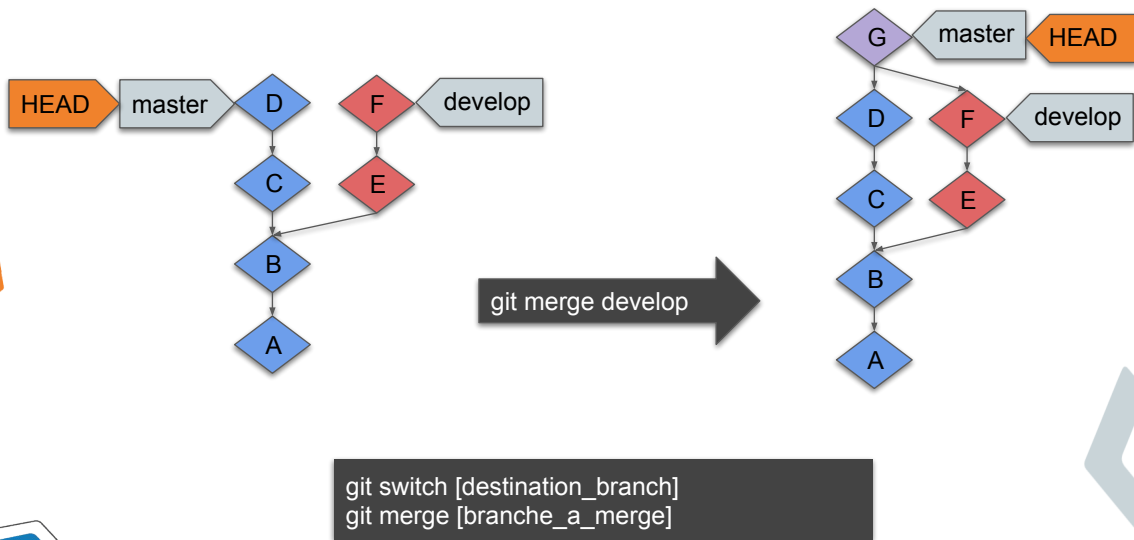 HEAD
master
D
F
develop
C
E
B
A
git merge develop
G
master
HEAD
D
F
develop
C
E
B
A
git switch [destination_branch]
git merge [branche_a_merge]